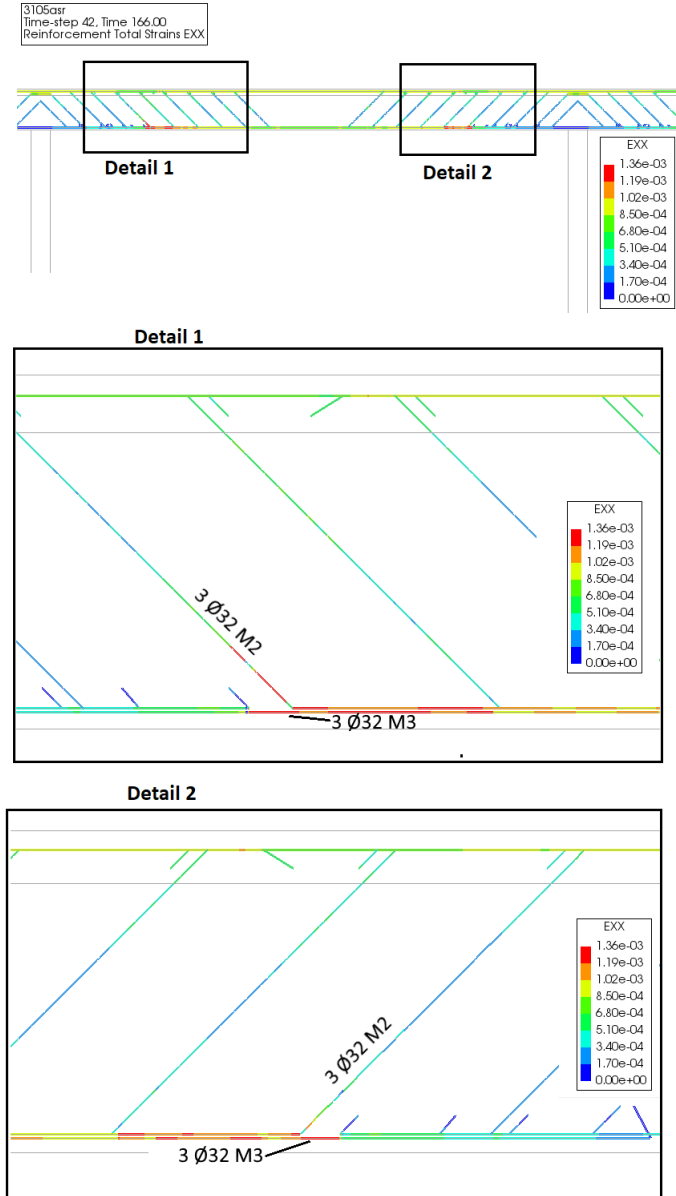 3105asr
Time-step 42, Time 166.00
Reinforcement Total Strains EXX
Detail 1
Detail 2
EXX
1.36e-03
1.19e-03
1.02e-03
8.50e-04
6.80e-04
5.10e-04
3.40e-04
1.70e-04
0.00e+00
Detail 1
3 Ø32 M2
3 Ø32 M3
EXX
1.36e-03
1.19e-03
1.02e-03
8.50e-04
6.80e-04
5.10e-04
3.40e-04
1.70e-04
0.00e+00
Detail 2
3 Ø32 M2
3 Ø32 M3
EXX
1.36e-03
1.19e-03
1.02e-03
8.50e-04
6.80e-04
5.10e-04
3.40e-04
1.70e-04
0.00e+00